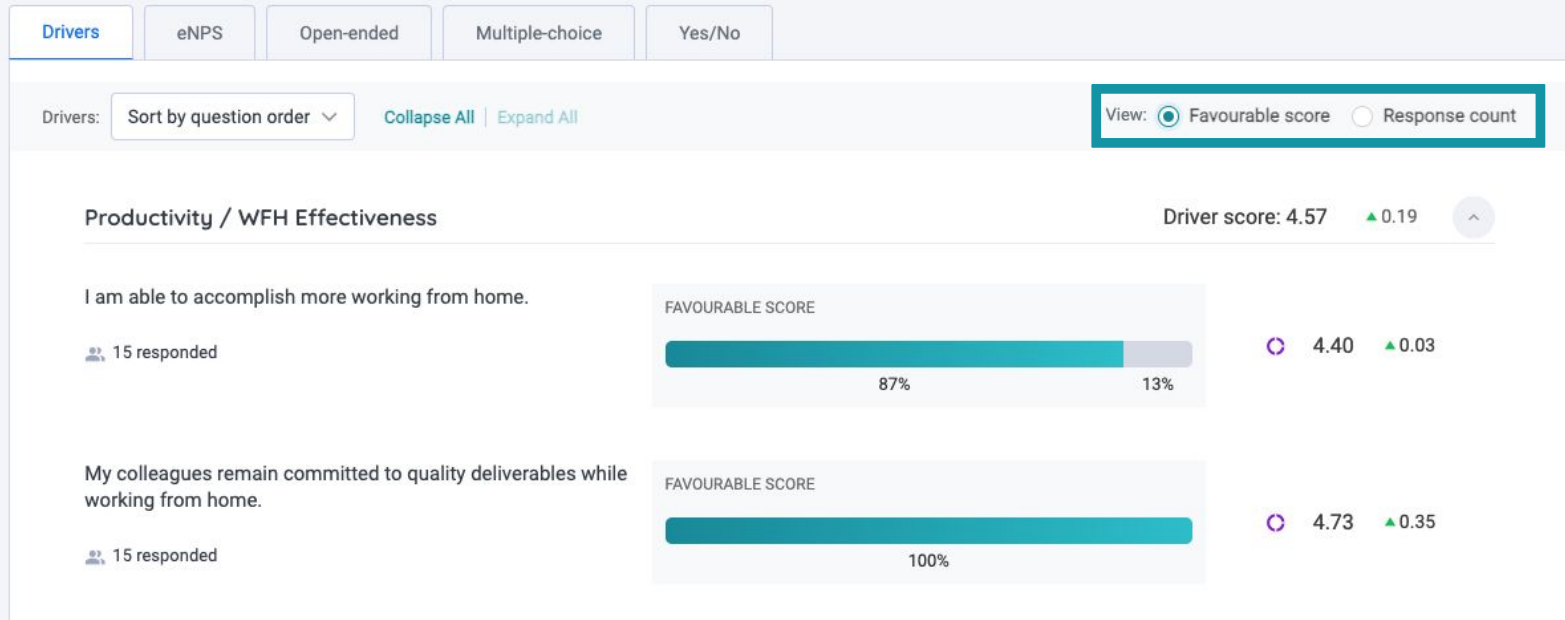 Drivers eNPS Open-ended Multiple-choice Yes/No
Drivers: Sort by question order Collapse All | Expand All View: Favourable score Response count
Productivity / WFH Effectiveness Driver score: 4.57 ▲ 0.19
I am able to accomplish more working from home.
FAVOURABLE SCORE
15 responded
4.40 ▲ 0.03
87% 13%
My colleagues remain committed to quality deliverables while
working from home.
FAVOURABLE SCORE
4.73 ▲ 0.35
15 responded
100%